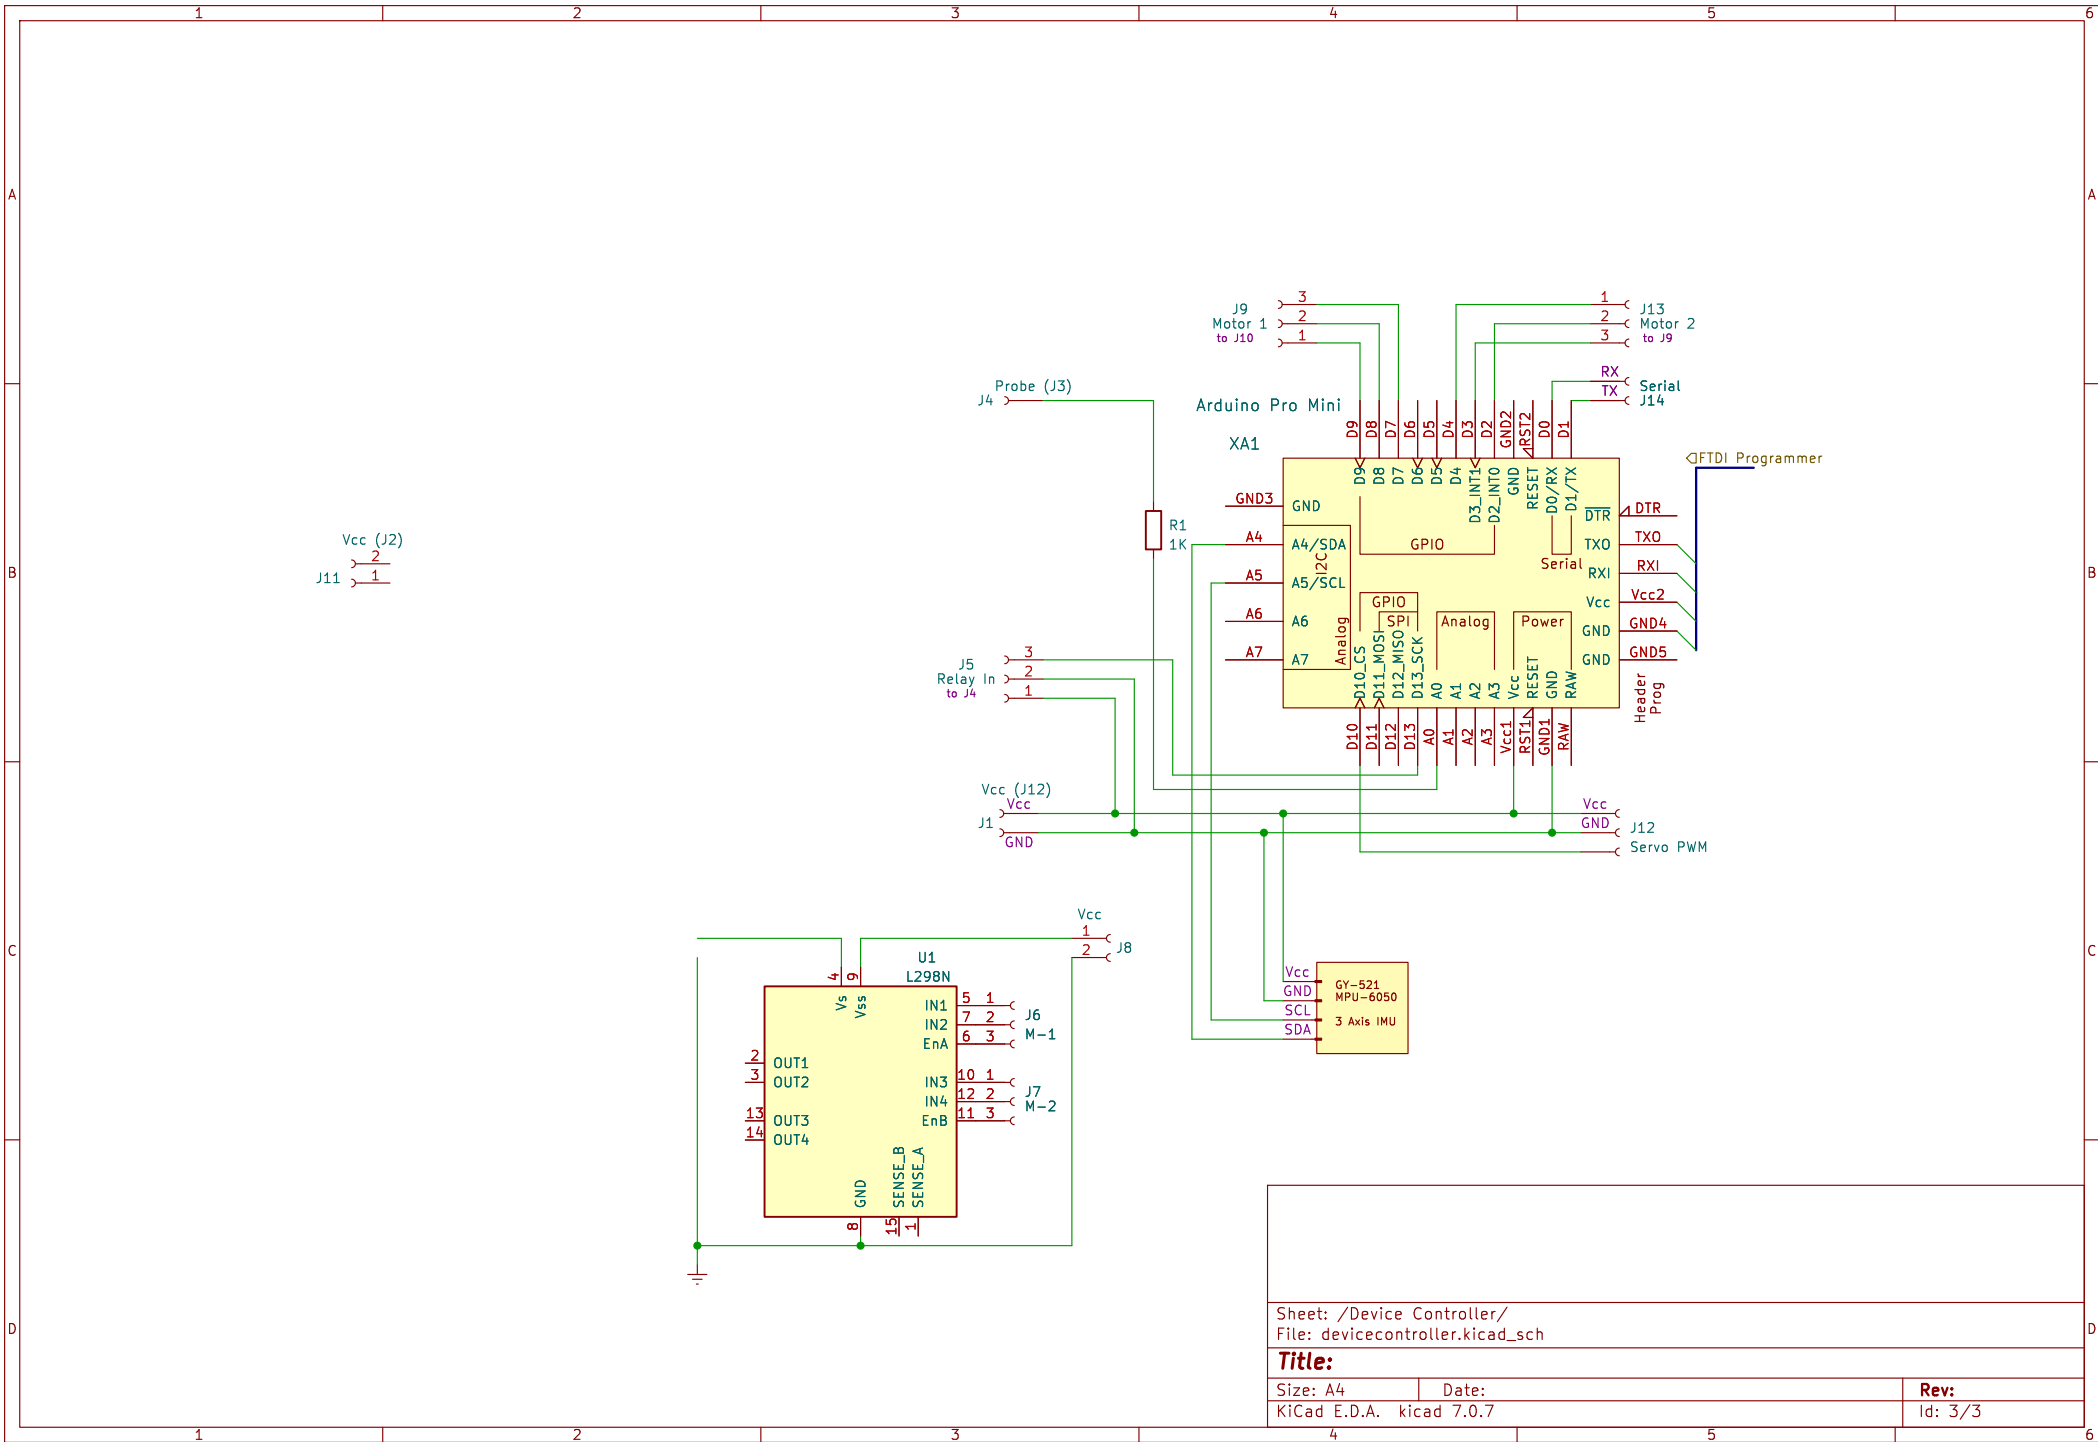 1 2 3 4 5 6
A
A
3
J9
2
Motor 1
1
to J10
1
J13
2
Motor 2
3
to J9
RX
Serial
TX
J14
Probe (J3)
J4
Arduino Pro Mini
XA1
D9 D8 D7 D6 D5 D4 D3 D2 GND2 RST2 D0 D1
D9 D8 D7 D6 D5 D4 D3_INT1 D2_INT0 GND RESET D0/RX D1/TX
FTDI Programmer
GND3 GND
A4 A4/SDA
A5 A5/SCL
A6 A6
A7 A7
I2C
Analog
GPIO
Serial
GPIO
SPI
Analog
Power
DTR DTR
TXO TXO
RXI RXI
Vcc Vcc2
GND GND4
GND GND5
Header
Prog
D10_CS D11_MOSI D12_MISO D13_SCK A0 A1 A2 A3 Vcc RESET GND RAW
D10 D11 D12 D13 A0 A1 A2 A3 Vcc1 RST1 GND1 RAW
R1
1K
B
B
Vcc (J2)
2
J11
1
3
J5
2
Relay In
1
to J4
Vcc (J12)
Vcc
J1
GND
Vcc
GND
J12
Servo PWM
C
C
Vcc
1
J8
2
U1
L298N
4 9
Vs Vss
IN1 5 1
IN2 7 2
EnA 6 3
J6
M-1
IN3 10 1
IN4 12 2
EnB 11 3
J7
M-2
2 OUT1
3 OUT2
13 OUT3
14 OUT4
GND SENSE_B SENSE_A
8 15 1
Vcc
GND
SCL
SDA
GY-521
MPU-6050
3 Axis IMU
D
D
Sheet: /Device Controller/
File: devicecontroller.kicad_sch
Title:
Size: A4 Date: Rev:
KiCad E.D.A. kicad 7.0.7 Id: 3/3
1 2 3 4 5 6